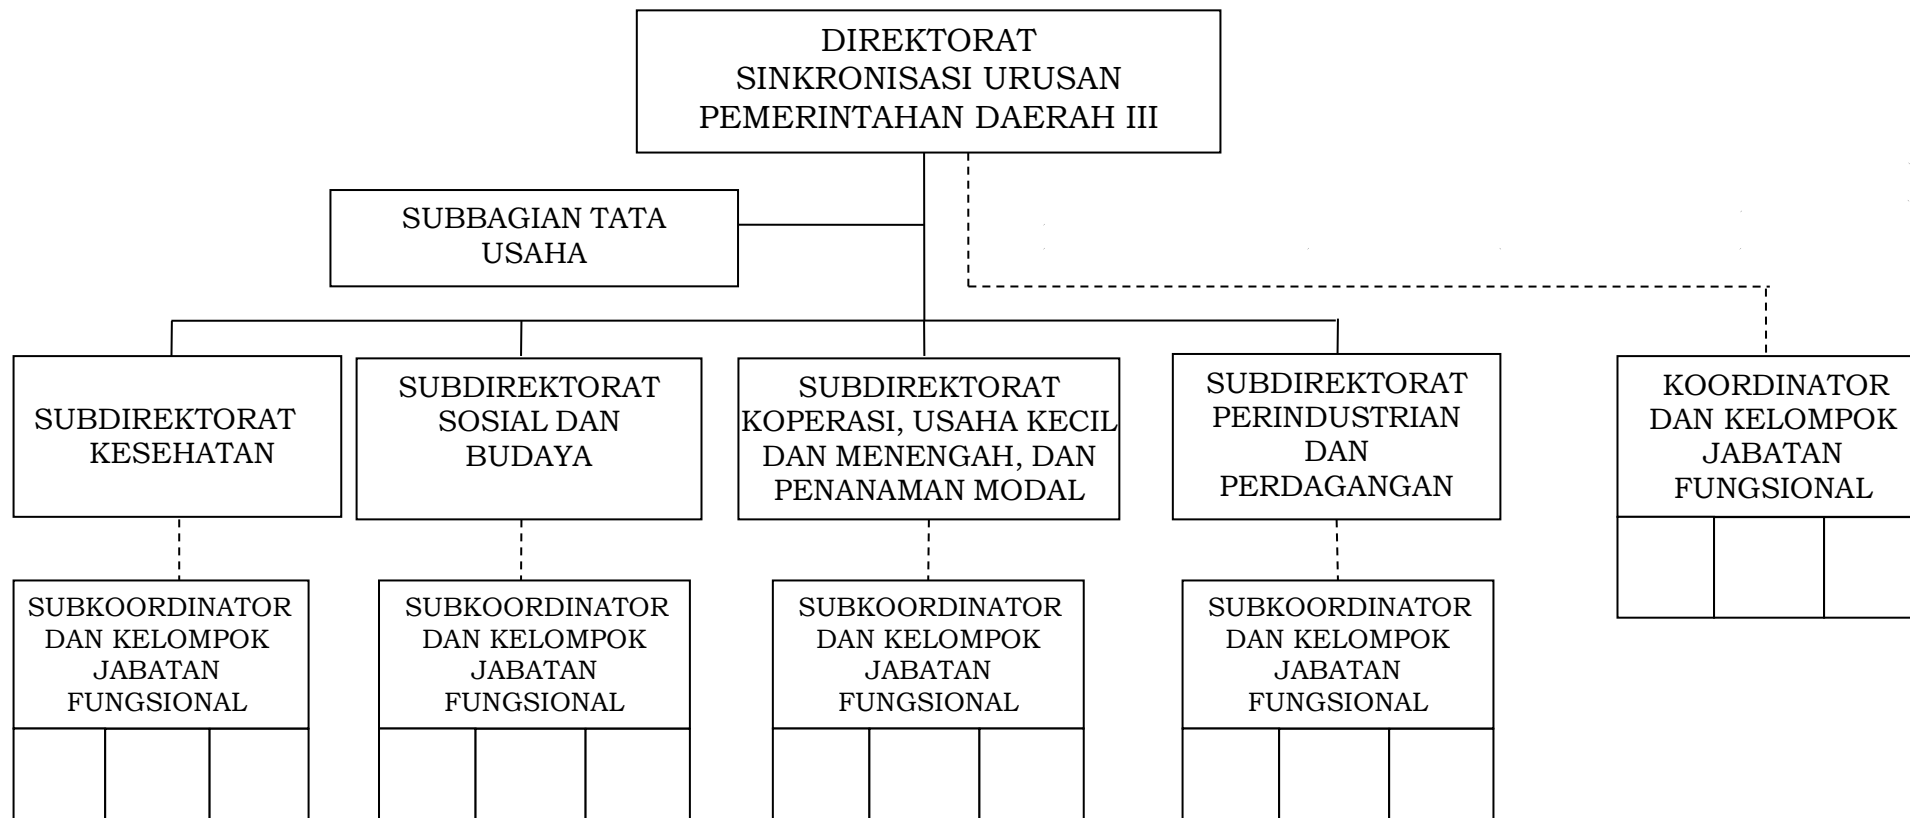 DIREKTORAT
SINKRONISASI URUSAN
PEMERINTAHAN DAERAH III
SUBBAGIAN TATA
USAHA
SUBDIREKTORAT
KESEHATAN
SUBDIREKTORAT
SOSIAL DAN
BUDAYA
SUBDIREKTORAT
KOPERASI, USAHA KECIL
DAN MENENGAH, DAN
PENANAMAN MODAL
SUBDIREKTORAT
PERINDUSTRIAN
DAN
PERDAGANGAN
KOORDINATOR
DAN KELOMPOK
JABATAN
FUNGSIONAL
SUBKOORDINATOR
DAN KELOMPOK
JABATAN
FUNGSIONAL
SUBKOORDINATOR
DAN KELOMPOK
JABATAN
FUNGSIONAL
SUBKOORDINATOR
DAN KELOMPOK
JABATAN
FUNGSIONAL
SUBKOORDINATOR
DAN KELOMPOK
JABATAN
FUNGSIONAL